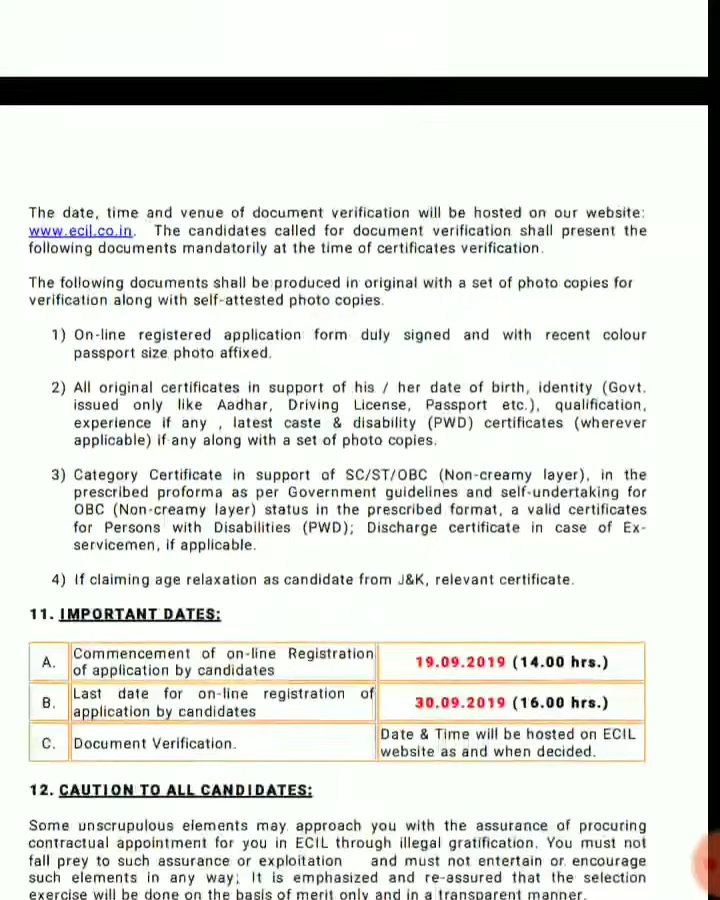 The date, time and venue of document verification will be hosted on our website:
www.ecil.co.in. The candidates called for document verification shall present the
following documents mandatorily at the time of certificates verification.
The following documents shall be produced in original with a set of photo copies for
verification along with self-attested photo copies.
1) On-line registered application form duly signed and with recent colour
passport size photo affixed.
2) All original certificates in support of his / her date of birth, identity (Govt.
issued only like Aadhar, Driving License, Passport etc.), qualification,
experience if any , latest caste & disability (PWD) certificates (wherever
applicable) if any along with a set of photo copies.
3) Category Certificate in support of SC/ST/OBC (Non-creamy layer), in the
prescribed proforma as per Government guidelines and self-undertaking for
OBC (Non-creamy layer) status in the prescribed format, a valid certificates
for Persons with Disabilities (PWD); Discharge certificate in case of Ex-
servicemen, if applicable.
4) If claiming age relaxation as candidate from J&K, relevant certificate.
11. IMPORTANT DATES:
A. Commencement of on-line Registration
of application by candidates
19.09.2019 (14.00 hrs.)
B. Last date for on-line registration of
application by candidates
30.09.2019 (16.00 hrs.)
C. Document Verification.
Date & Time will be hosted on ECIL
website as and when decided.
12. CAUTION TO ALL CANDIDATES:
Some unscrupulous elements may approach you with the assurance of procuring
contractual appointment for you in ECIL through illegal gratification. You must not
fall prey to such assurance or exploitation and must not entertain or encourage
such elements in any way; It is emphasized and re-assured that the selection
exercise will be done on the basis of merit only and in a transparent manner.